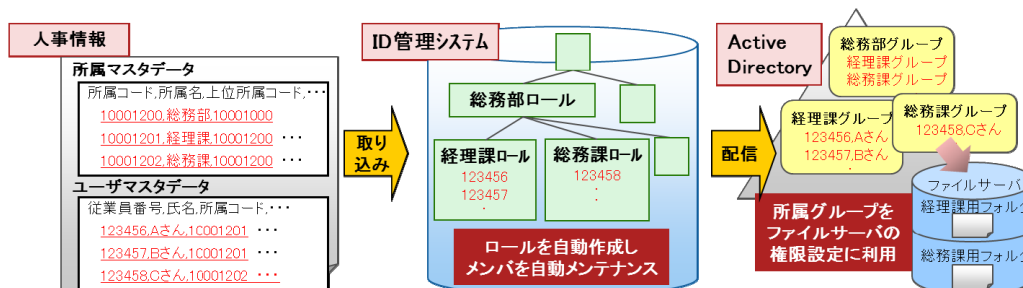 人事情報
所属マスタデータ
所属コード,所属名,上位所属コード,・・・
10001200,総務部,10001000
10001201,経理課,10001200 ・・・
10001202,総務課,10001200 ・・・
ユーザマスタデータ
従業員番号,氏名,所属コード,・・・
123456,Aさん,10001201 ・・・
123457,Bさん,10001201 ・・・
123458,Cさん,10001202 ・・・
取り
込み
ID管理システム
総務部ロール
経理課ロール
123456
123457
・
総務課ロール
123458
・
・
ロールを自動作成し
メンバを自動メンテナンス
配信
Active
Directory
総務部グループ
経理課グループ
総務課グループ
経理課グループ
123456,Aさん
123457,Bさん
・
総務課グループ
123458,Cさん
所属グループを
ファイルサーバの
権限設定に利用
ファイルサーバ
経理課用フォルダ
総務課用フォルダ